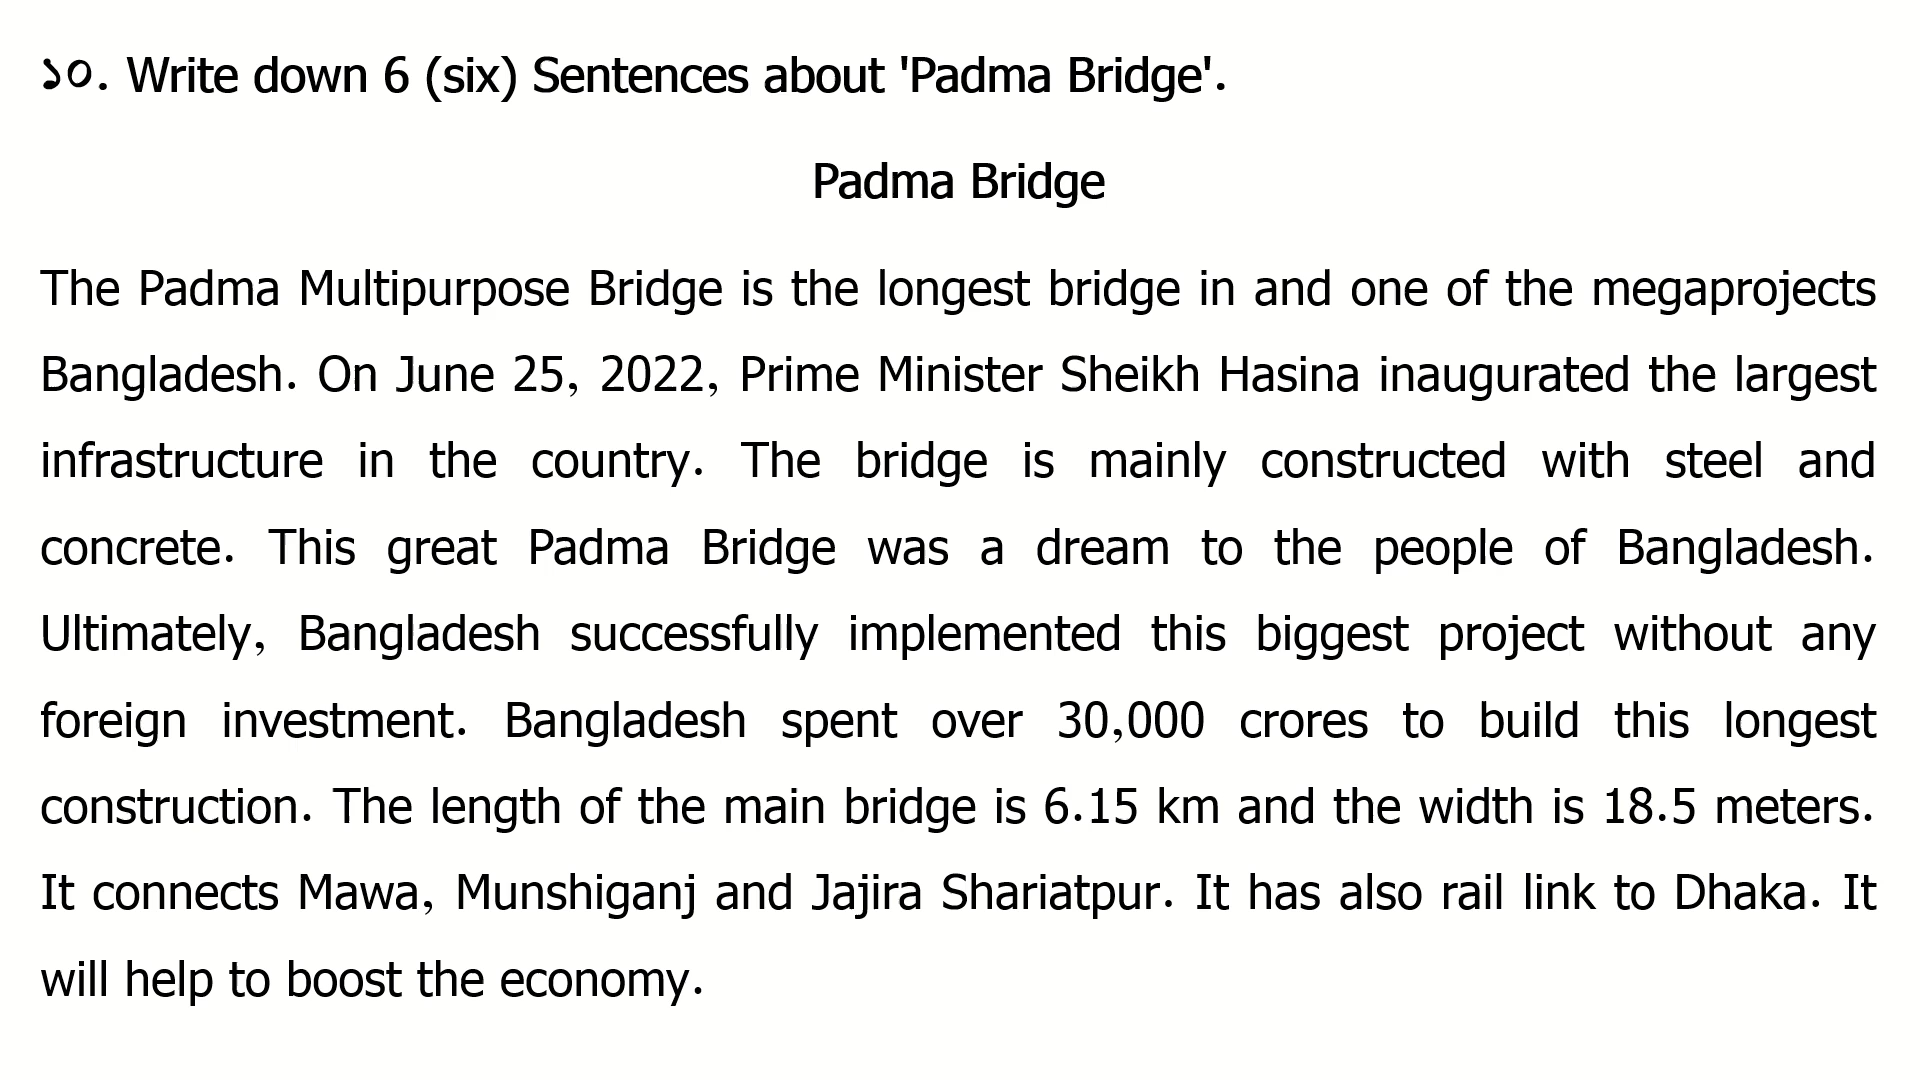 ১০. Write down 6 (six) Sentences about 'Padma Bridge'.
Padma Bridge
The Padma Multipurpose Bridge is the longest bridge in and one of the megaprojects
Bangladesh. On June 25, 2022, Prime Minister Sheikh Hasina inaugurated the largest
infrastructure in the country. The bridge is mainly constructed with steel and
concrete. This great Padma Bridge was a dream to the people of Bangladesh.
Ultimately, Bangladesh successfully implemented this biggest project without any
foreign investment. Bangladesh spent over 30,000 crores to build this longest
construction. The length of the main bridge is 6.15 km and the width is 18.5 meters.
It connects Mawa, Munshiganj and Jajira Shariatpur. It has also rail link to Dhaka. It
will help to boost the economy.